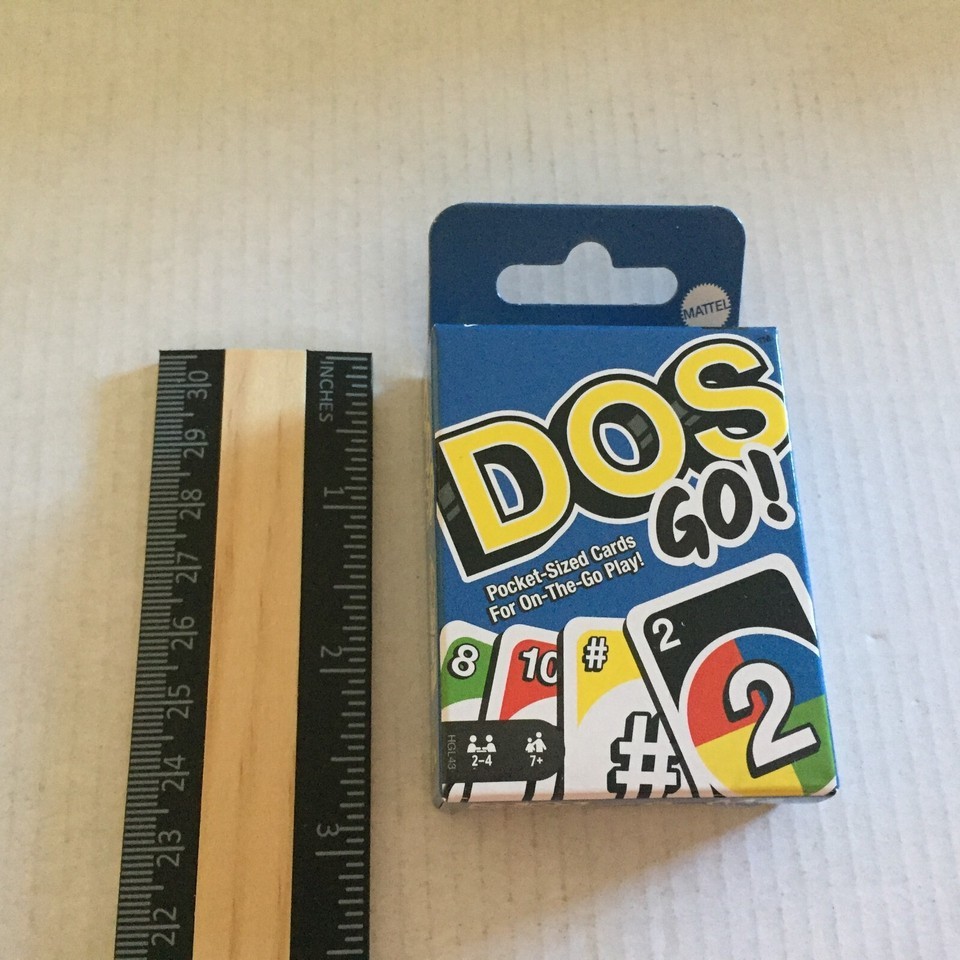 MATTEL
DOS
GO!
Pocket-Sized Cards
For On-The-Go Play!
8
10
#
2
#
2
HGL43
2-4
7+
30
29
28
27
26
25
24
23
22
INCHES
1
2
3